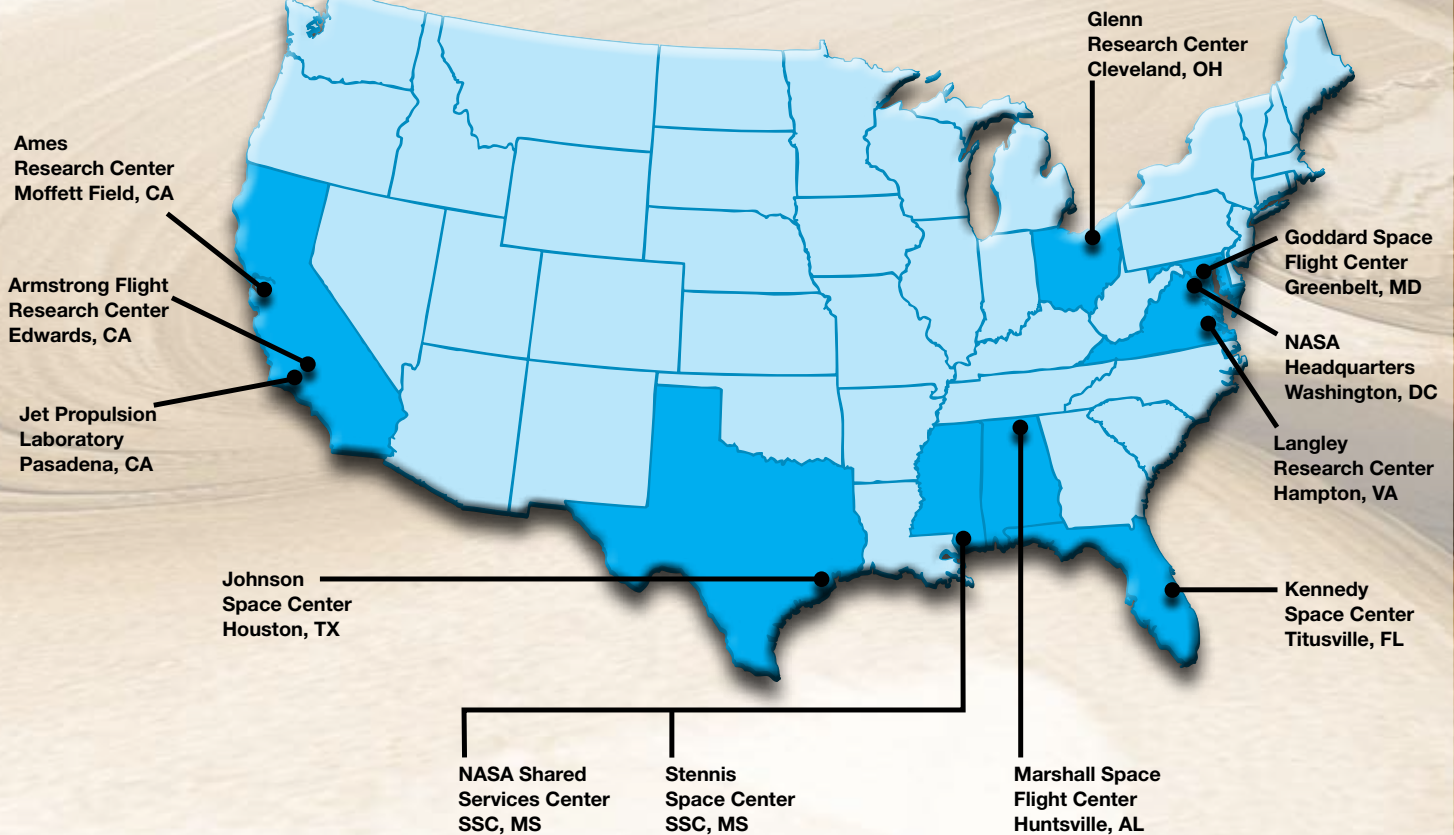 Glenn
Research Center
Cleveland, OH
Ames
Research Center
Moffett Field, CA
Armstrong Flight
Research Center
Edwards, CA
Jet Propulsion
Laboratory
Pasadena, CA
Goddard Space
Flight Center
Greenbelt, MD
NASA
Headquarters
Washington, DC
Langley
Research Center
Hampton, VA
Johnson
Space Center
Houston, TX
Kennedy
Space Center
Titusville, FL
NASA Shared
Services Center
SSC, MS
Stennis
Space Center
SSC, MS
Marshall Space
Flight Center
Huntsville, AL